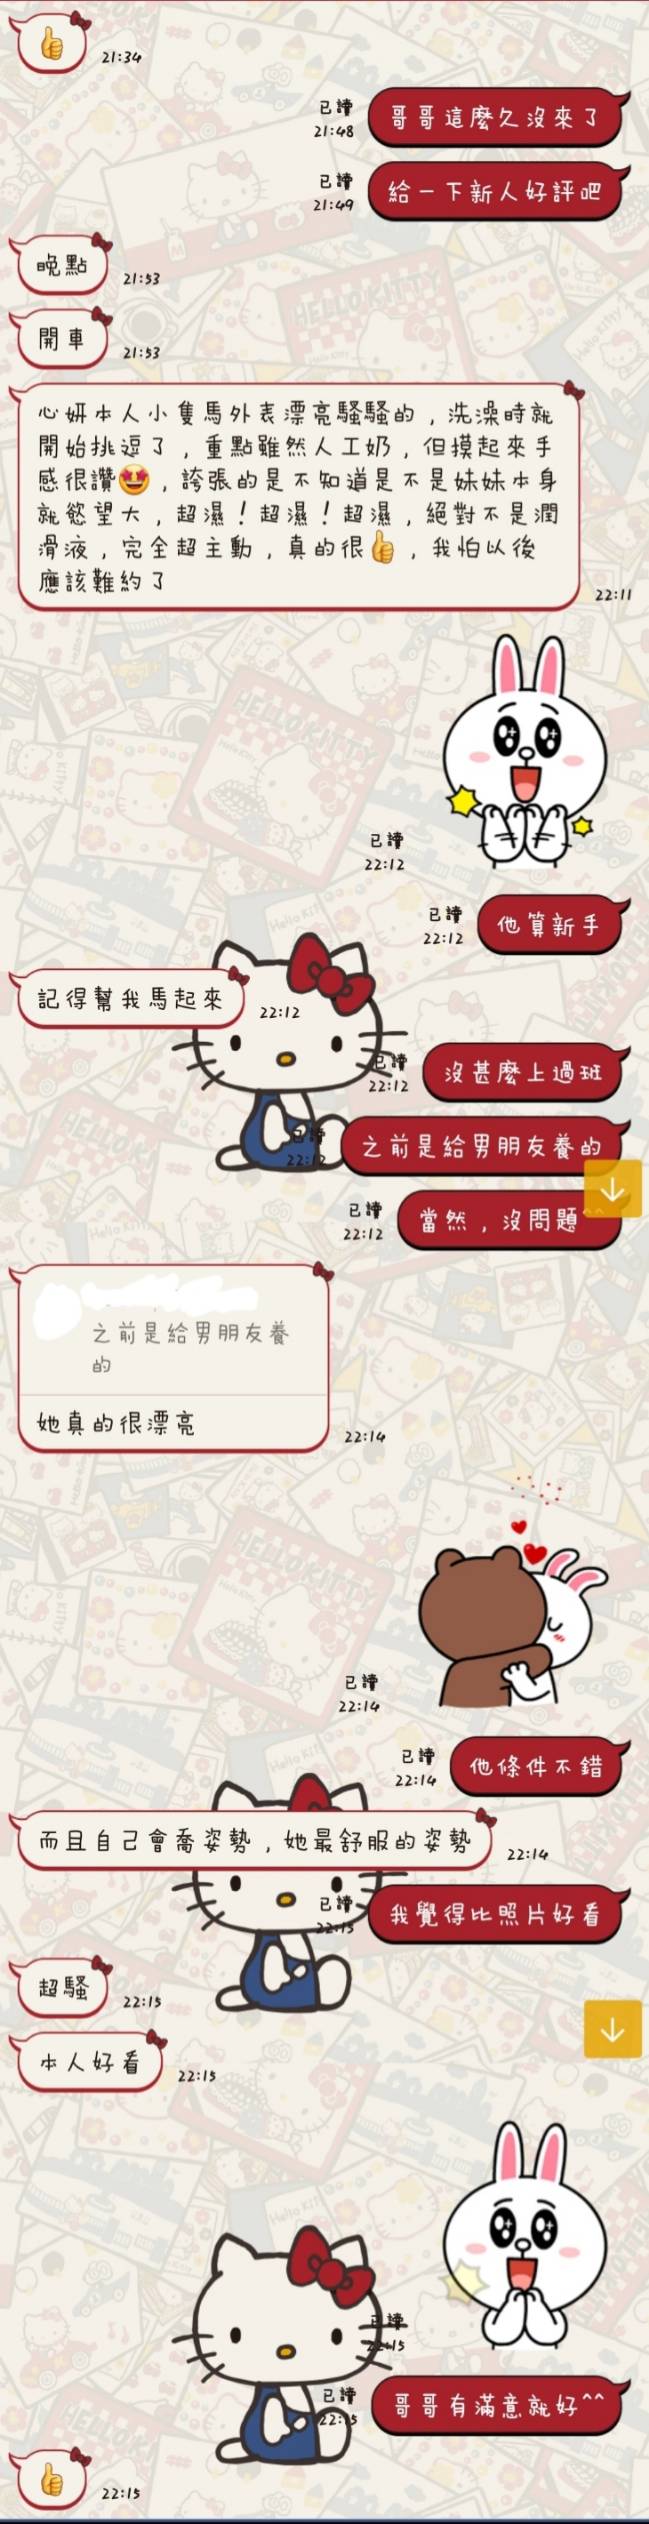 👍
21:34
已讀
21:48
哥哥這麼久沒來了
已讀
21:49
給一下新人好評吧
晚點
21:53
開車
21:53
心妍本人小隻馬外表漂亮騷騷的，洗澡時就
開始挑逗了，重點雖然人工奶，但摸起來手
感很讚🤩，誇張的是不知道是不是妹妹本身
就慾望大，超濕！超濕！超濕，絕對不是潤
滑液，完全超主動，真的很👍，我怕以後
應該難約了
22:11
已讀
22:12
已讀
22:12
他算新手
記得幫我馬起來
22:12
已讀
22:12
沒甚麼上過班
已讀
22:12
之前是給男朋友養的
已讀
22:12
當然，沒問題^^
之前是給男朋友養
的
她真的很漂亮
22:14
已讀
22:14
已讀
22:14
他條件不錯
而且自己會喬姿勢，她最舒服的姿勢
22:14
已讀
22:15
我覺得比照片好看
超騷
22:15
本人好看
22:15
已讀
22:15
已讀
22:15
哥哥有滿意就好^^
👍
22:15